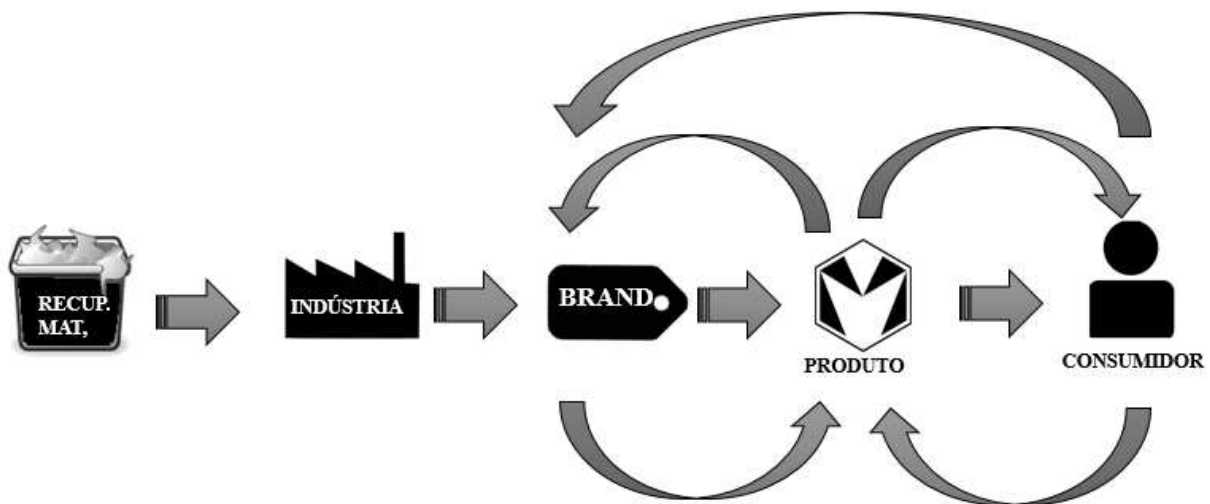 RECUP.
MAT,
INDÚSTRIA
BRAND
PRODUTO
CONSUMIDOR